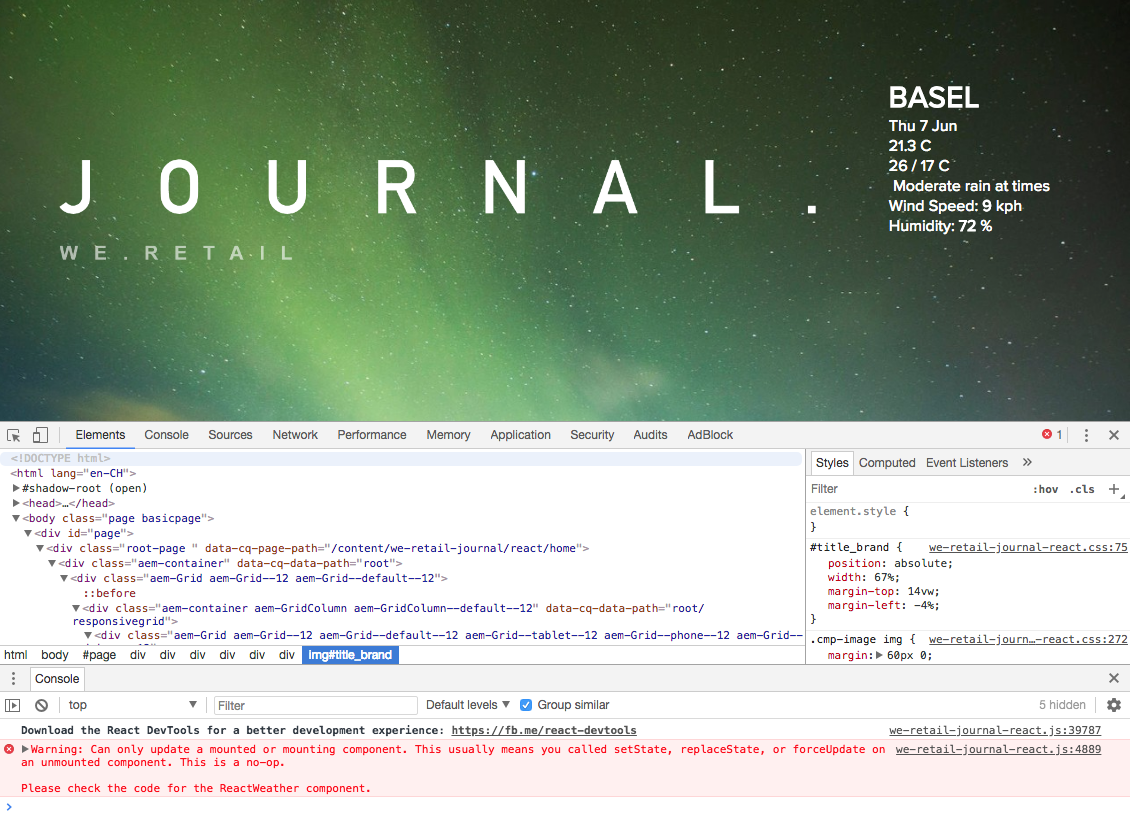 BASEL
Thu 7 Jun
21.3 C
26 / 17 C
Moderate rain at times
Wind Speed: 9 kph
Humidity: 72 %
JOURNAL.
WE.RETAIL
Elements Console Sources Network Performance Memory Application Security Audits AdBlock 1
<!DOCTYPE html>
<html lang="en-CH">
#shadow-root (open)
<head>…</head>
<body class="page basicpage">
<div id="page">
<div class="root-page " data-cq-page-path="/content/we-retail-journal/react/home">
<div class="aem-container" data-cq-data-path="root">
<div class="aem-Grid aem-Grid--12 aem-Grid--default--12">
::before
<div class="aem-container aem-GridColumn aem-GridColumn--default--12" data-cq-data-path="root/
responsivegrid">
<div class="aem-Grid aem-Grid--12 aem-Grid--default--12 aem-Grid--tablet--12 aem-Grid--phone--12 aem-Grid--
html body #page div div div div div div img#title_brand
Styles Computed Event Listeners »
Filter :hov .cls +
element.style {
}
#title_brand { we-retail-journal-react.css:75
position: absolute;
width: 67%;
margin-top: 14vw;
margin-left: -4%;
}
.cmp-image img { we-retail-journ…-react.css:272
margin: 60px 0;
Console
top Filter Default levels Group similar 5 hidden
Download the React DevTools for a better development experience: https://fb.me/react-devtools we-retail-journal-react.js:39787
Warning: Can only update a mounted or mounting component. This usually means you called setState, replaceState, or forceUpdate on we-retail-journal-react.js:4889
an unmounted component. This is a no-op.
Please check the code for the ReactWeather component.